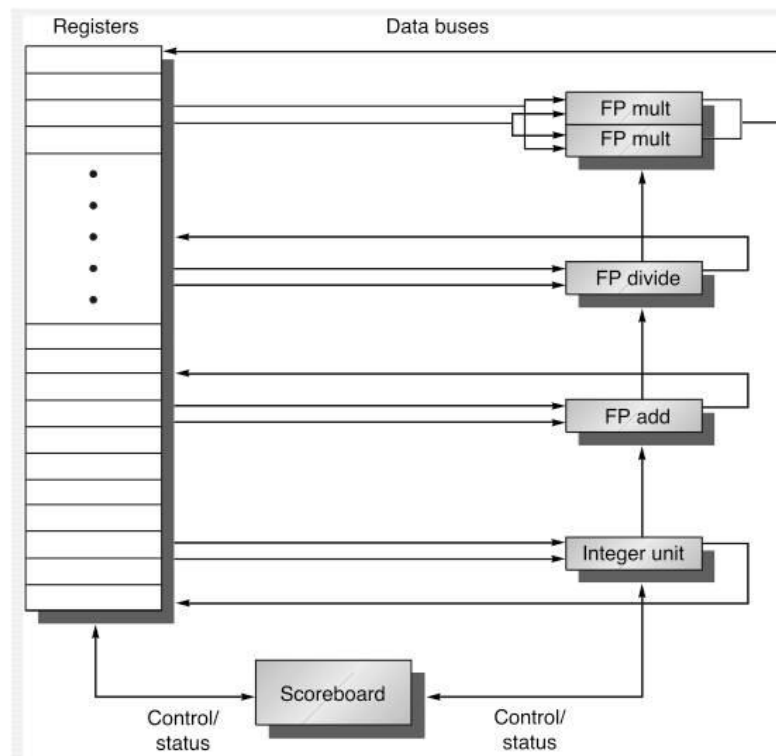 Registers
Data buses
FP mult
FP mult
FP divide
FP add
Integer unit
Scoreboard
Control/
status
Control/
status